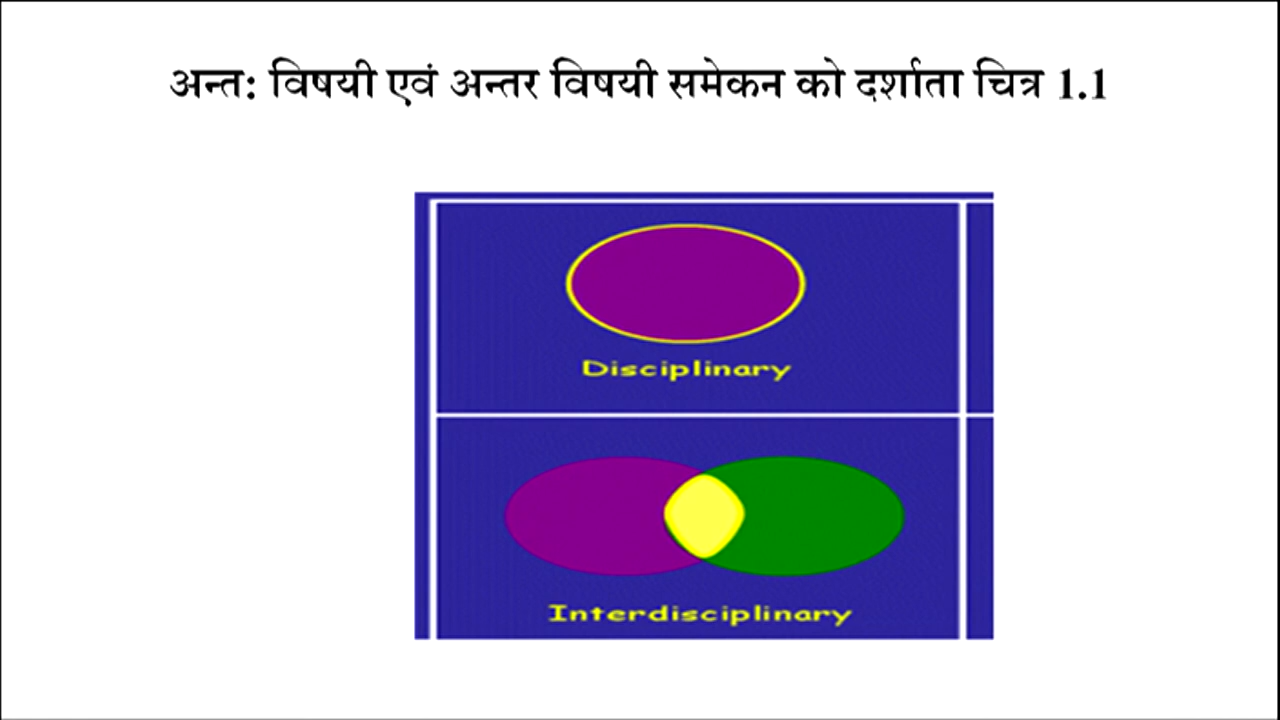 अन्त: विषयी एवं अन्तर विषयी समेकन को दर्शाता चित्र 1.1
Disciplinary
Interdisciplinary